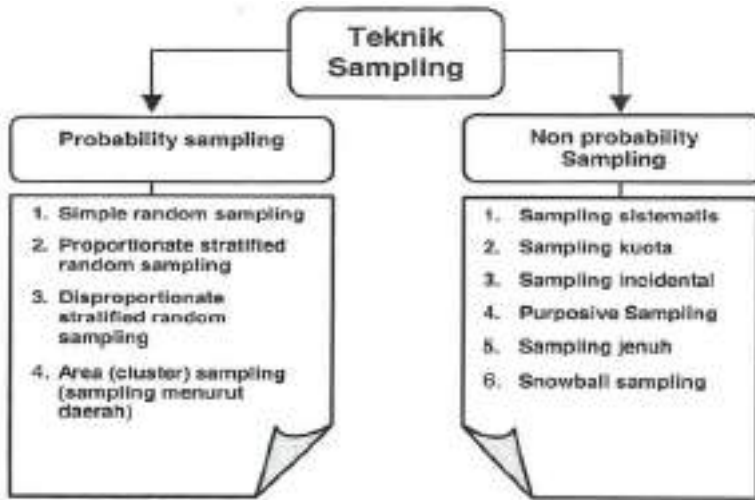 Teknik
Sampling
Probability sampling
1. Simple random sampling
2. Proportionate stratified
random sampling
3. Disproportionate
stratified random
sampling
4. Area (cluster) sampling
(sampling menurut
daerah)
Non probability
Sampling
1. Sampling sistematis
2. Sampling kuota
3. Sampling incidental
4. Purposive Sampling
5. Sampling jenuh
6. Snowball sampling